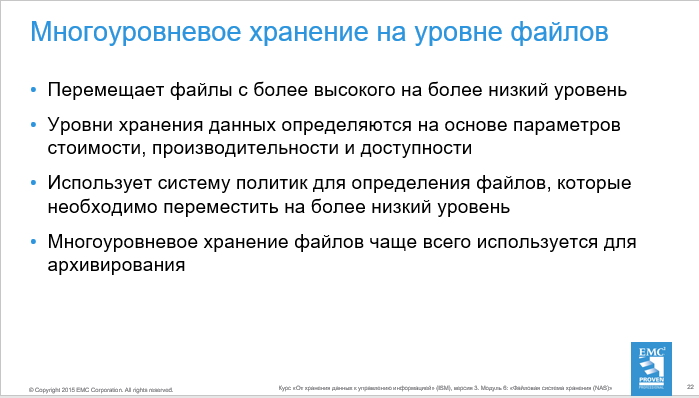 Многоуровневое хранение на уровне файлов
• Перемещает файлы с более высокого на более низкий уровень
• Уровни хранения данных определяются на основе параметров
стоимости, производительности и доступности
• Использует систему политик для определения файлов, которые
необходимо переместить на более низкий уровень
• Многоуровневое хранение файлов чаще всего используется для
архивирования
EMC²
PROVEN
PROFESSIONAL
© Copyright 2015 EMC Corporation. All rights reserved.
Курс «От хранения данных к управлению информацией» (ISM), версия 3. Модуль 6: «Файловая система хранения (NAS)»
22